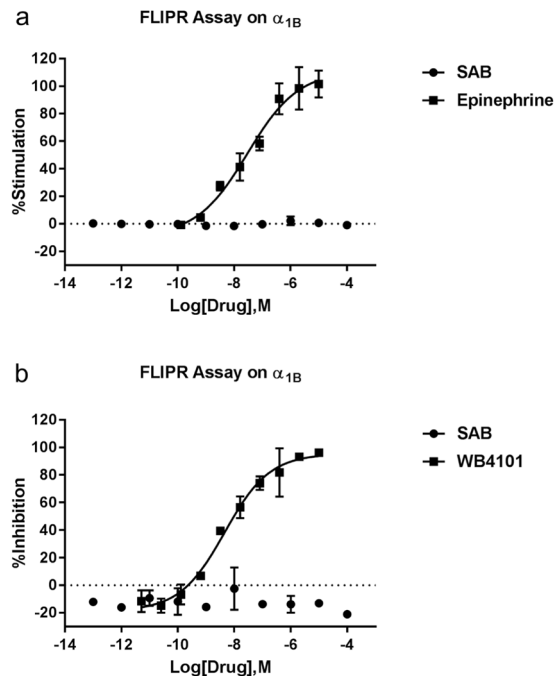 a
FLIPR Assay on α1B
120
100
80
60
40
20
0
-20
%Stimulation
-14 -12 -10 -8 -6 -4
Log[Drug],M
SAB
Epinephrine
b
FLIPR Assay on α1B
120
100
80
60
40
20
0
-20
%Inhibition
-14 -12 -10 -8 -6 -4
Log[Drug],M
SAB
WB4101